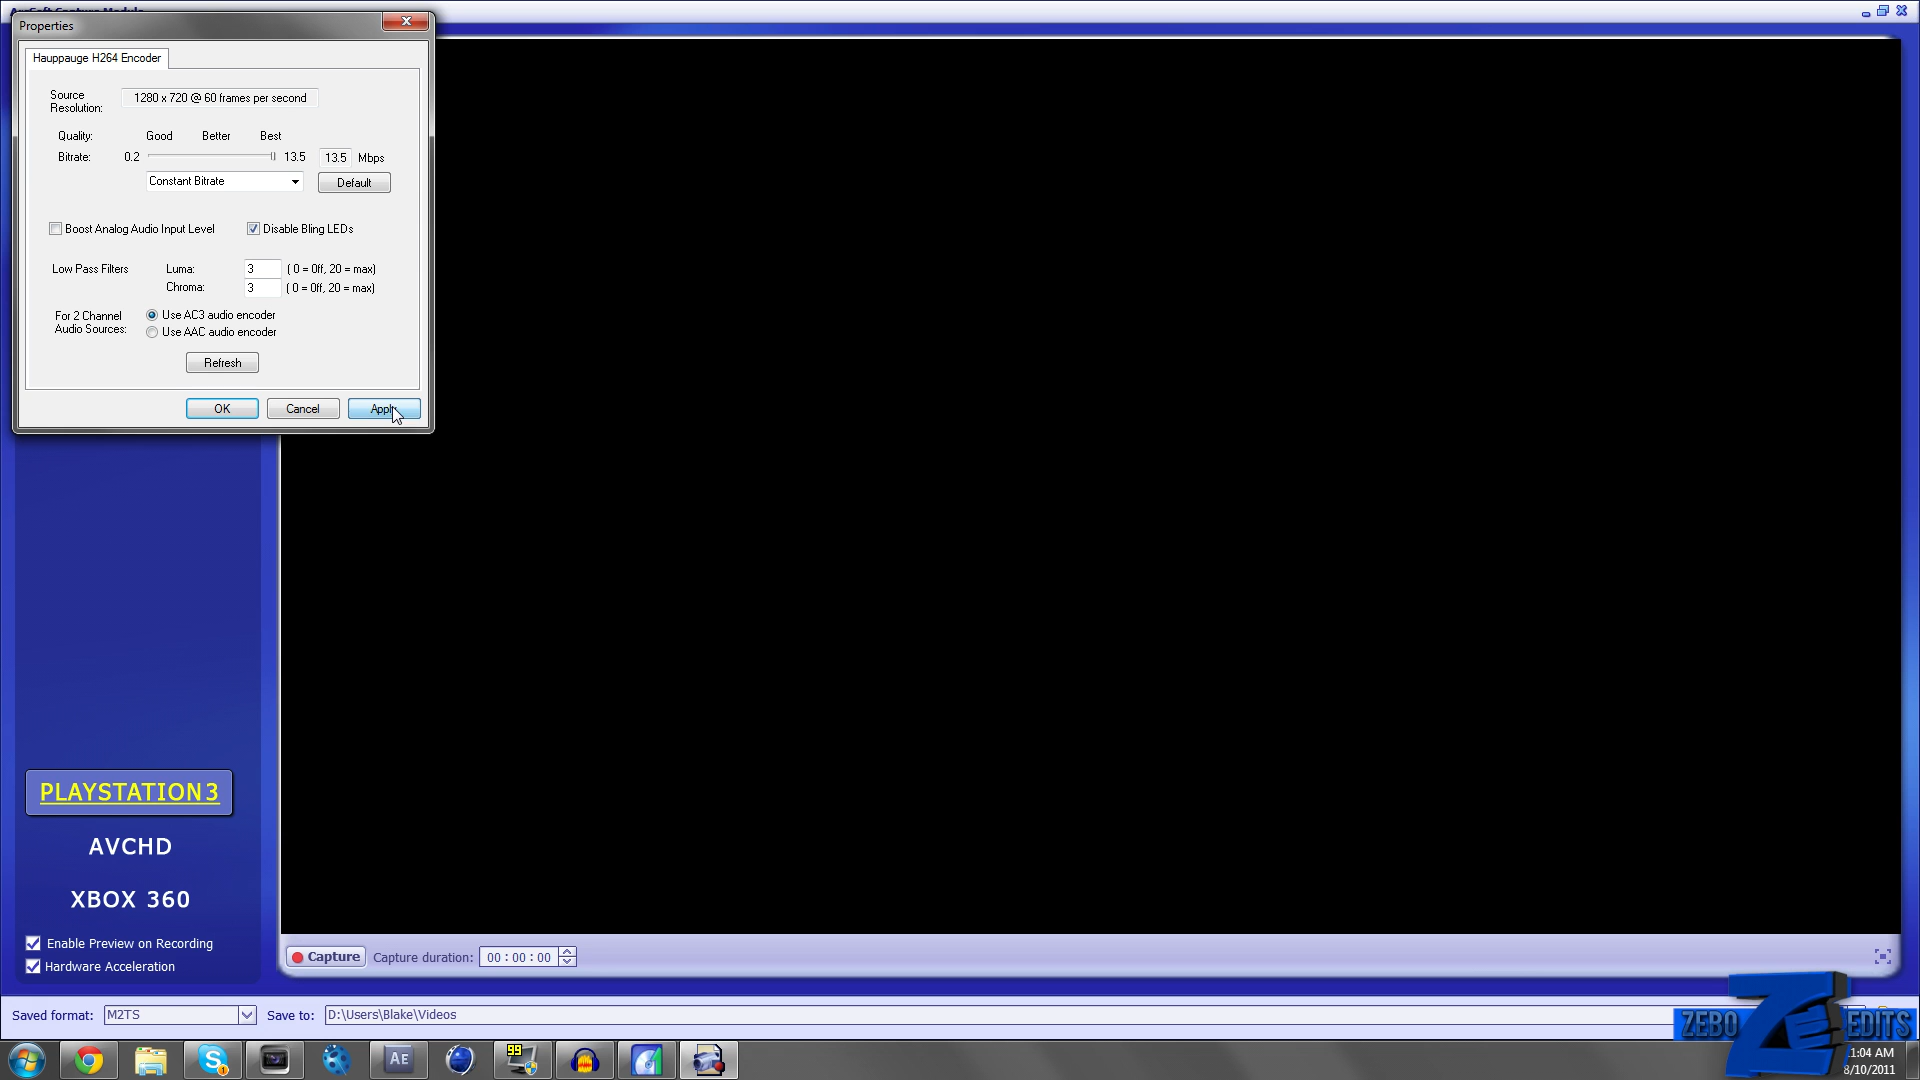 Properties
Hauppauge H264 Encoder
Source
Resolution:
1280 x 720 @ 60 frames per second
Quality: Good Better Best
Bitrate: 0.2 13.5 13.5 Mbps
Constant Bitrate Default
Boost Analog Audio Input Level Disable Bling LEDs
Low Pass Filters Luma: 3 ( 0 = Off, 20 = max)
Chroma: 3 ( 0 = Off, 20 = max)
For 2 Channel
Audio Sources:
Use AC3 audio encoder
Use AAC audio encoder
Refresh
OK Cancel Apply
PLAYSTATION3
AVCHD
XBOX 360
Enable Preview on Recording
Hardware Acceleration
Capture Capture duration: 00 : 00 : 00
Saved format: M2TS Save to: D:\Users\Blake\Videos
ZEBO EDITS
AE
99
1:04 AM
8/10/2011